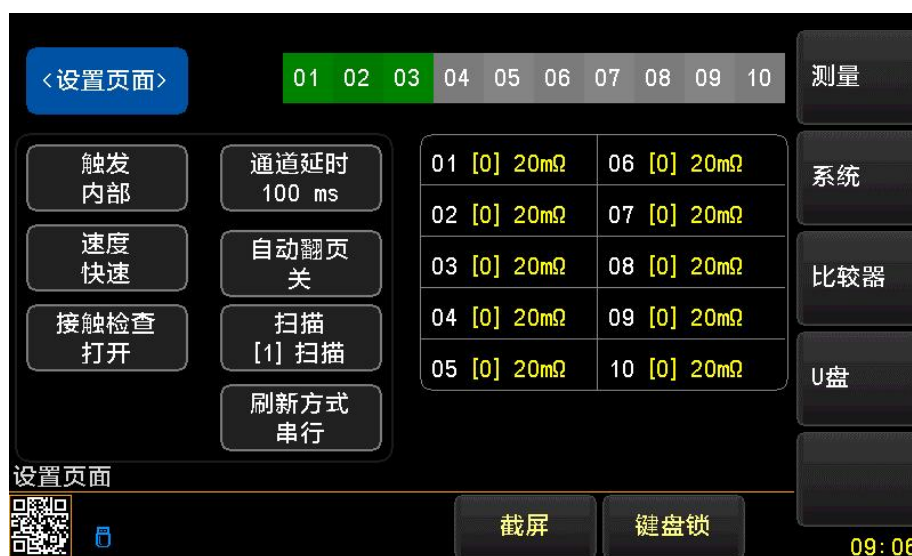 <设置页面>
01 02 03 04 05 06 07 08 09 10
测量
触发
内部
通道延时
100 ms
01 [0] 20mΩ
06 [0] 20mΩ
系统
02 [0] 20mΩ
07 [0] 20mΩ
速度
快速
自动翻页
关
03 [0] 20mΩ
08 [0] 20mΩ
比较器
接触检查
打开
扫描
[1] 扫描
04 [0] 20mΩ
09 [0] 20mΩ
05 [0] 20mΩ
10 [0] 20mΩ
U盘
刷新方式
串行
设置页面
截屏
键盘锁
09:06